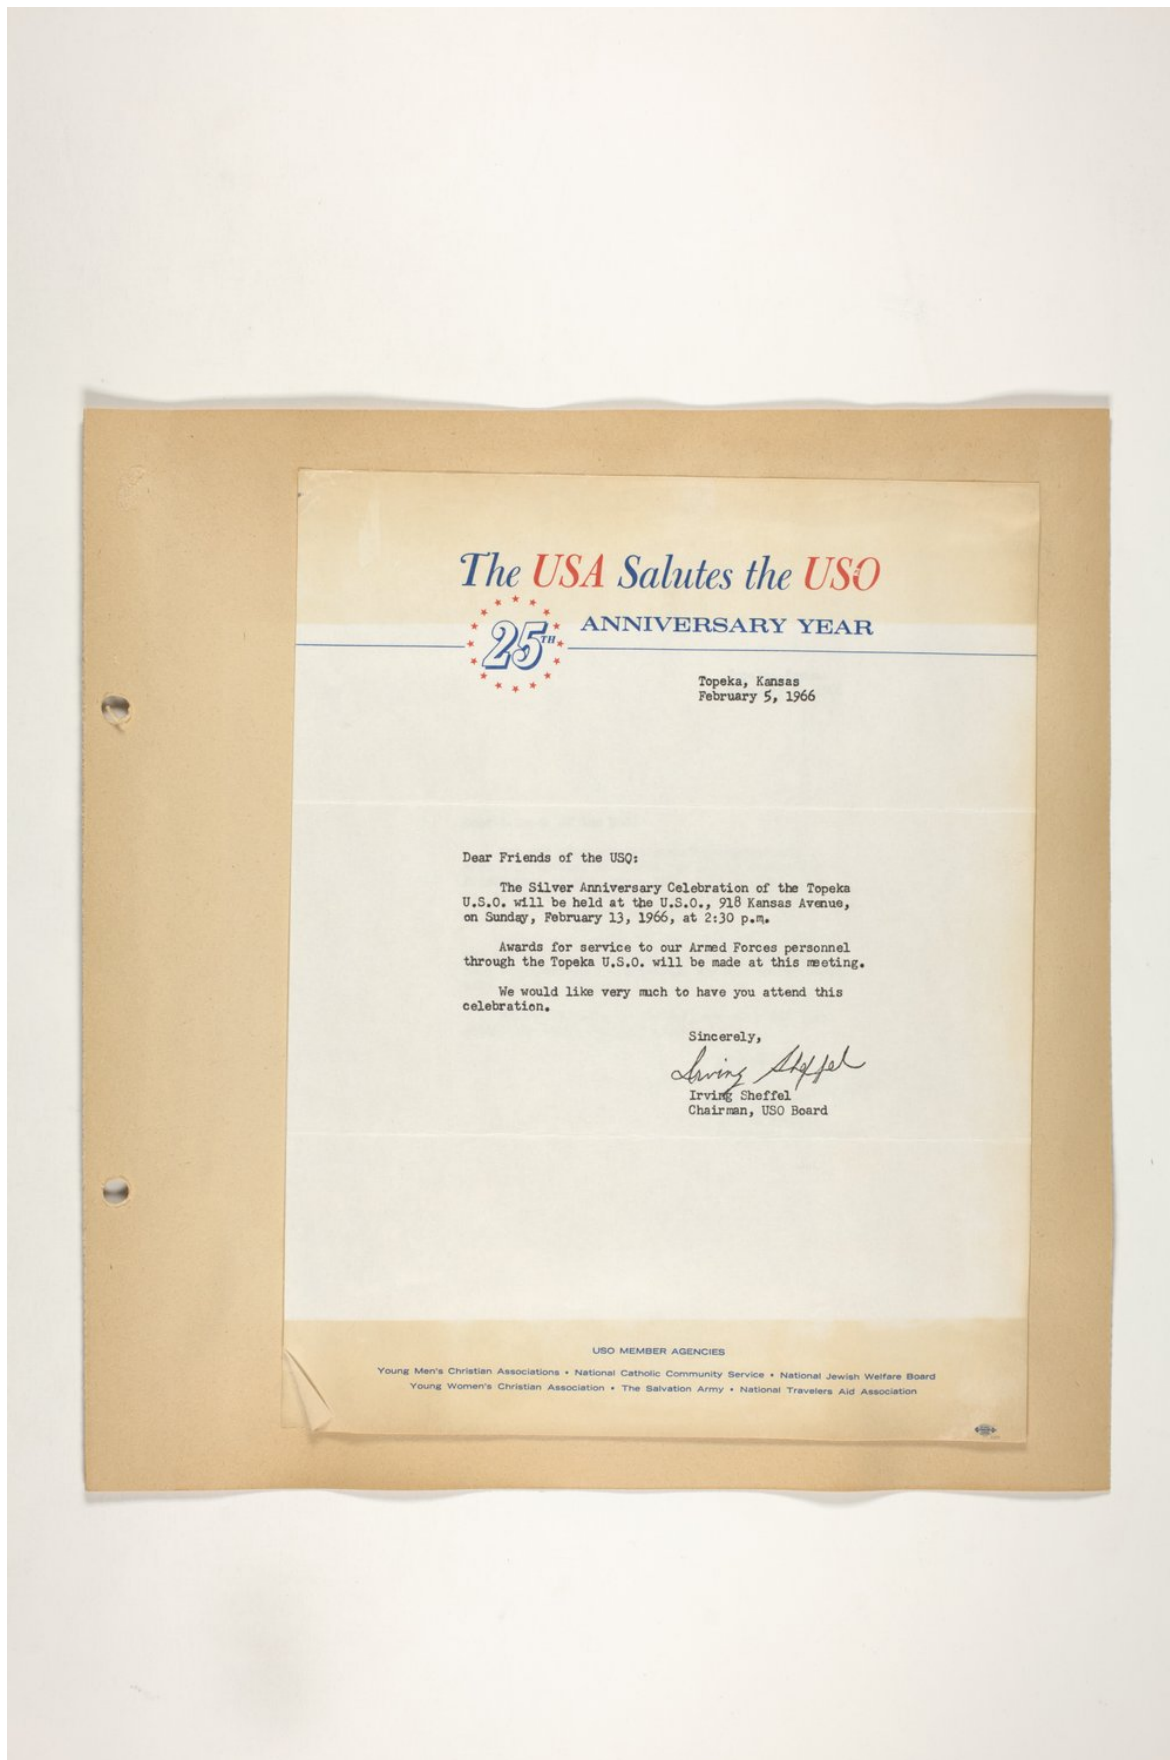 The USA Salutes the USO
25TH ANNIVERSARY YEAR
Topeka, Kansas
February 5, 1966
Dear Friends of the USO:
The Silver Anniversary Celebration of the Topeka
U.S.O. will be held at the U.S.O., 918 Kansas Avenue,
on Sunday, February 13, 1966, at 2:30 p.m.
Awards for service to our Armed Forces personnel
through the Topeka U.S.O. will be made at this meeting.
We would like very much to have you attend this
celebration.
Sincerely,
Irving Sheffel
Irving Sheffel
Chairman, USO Board
USO MEMBER AGENCIES
Young Men's Christian Associations • National Catholic Community Service • National Jewish Welfare Board
Young Women's Christian Association • The Salvation Army • National Travelers Aid Association